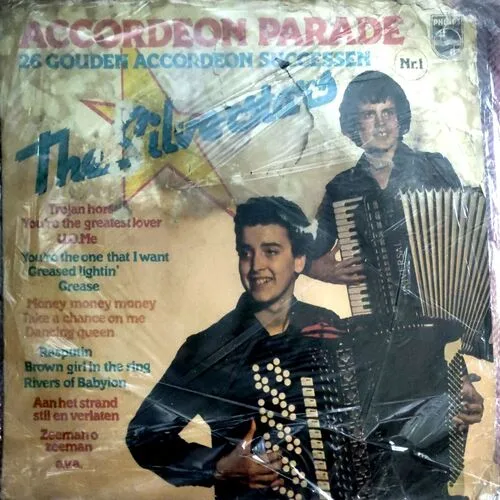 ACCORDEON PARADE
PHILIPS
26 GOUDEN ACCORDEON SUCCESSEN
Nr.1
The Silverstars
Trojan horse
You're the greatest lover
U.O.Me
You're the one that I want
Greased lightin'
Grease
Money money money
Take a chance on me
Dancing queen
Rasputin
Brown girl in the ring
Rivers of Babylon
Aan het strand
stil en verlaten
Zeeman o
zeeman
e.v.a.